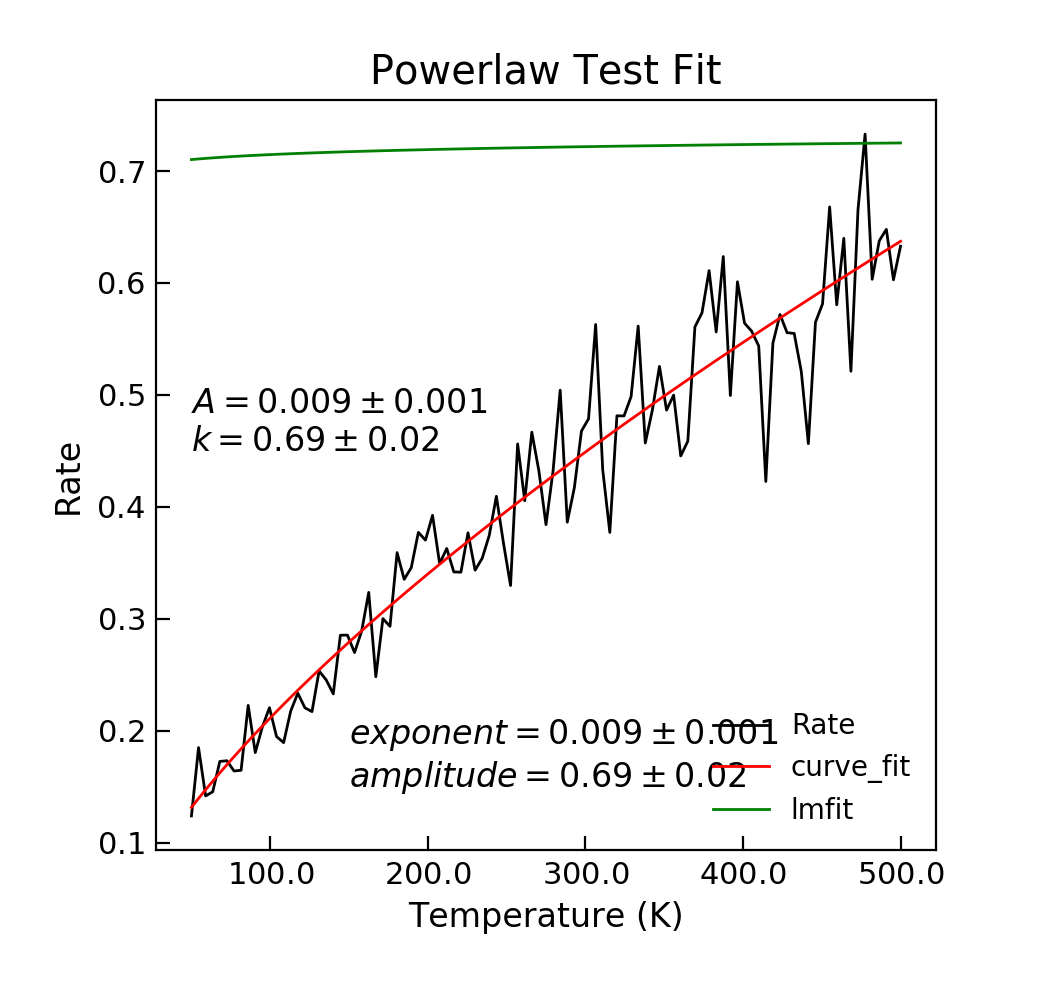 Powerlaw Test Fit
0.7
0.6
0.5
0.4
0.3
0.2
0.1
Rate
A = 0.009 ± 0.001
k = 0.69 ± 0.02
exponent = 0.009 ± 0.001
amplitude = 0.69 ± 0.02
Rate
curve_fit
lmfit
100.0 200.0 300.0 400.0 500.0
Temperature (K)